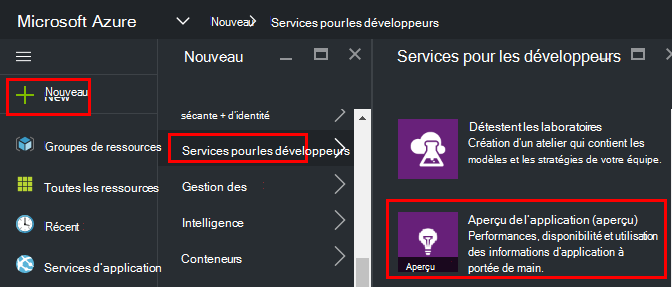 Microsoft Azure
Nouveau
Services pour les développeurs
Nouveau
Services pour les développeurs
Nouveau
New
Groupes de ressources
Toutes les ressources
Récent
Services d'application
sécante + d'identité
Services pour les développeurs
Gestion des
Intelligence
Conteneurs
Détestent les laboratoires
Création d'un atelier qui contient les
modèles et les stratégies de votre équipe.
Aperçu de l'application (aperçu)
Performances, disponibilité et utilisation
des informations d'application à
portée de main.
Aperçu